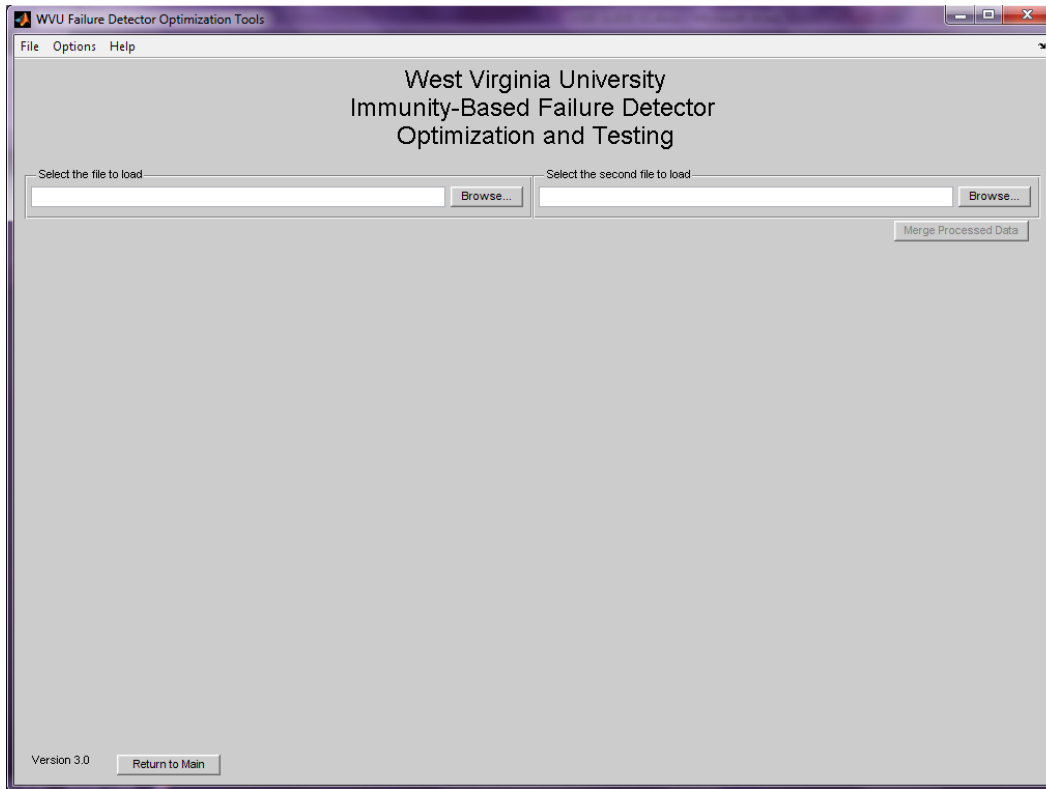 WVU Failure Detector Optimization Tools
File Options Help
West Virginia University
Immunity-Based Failure Detector
Optimization and Testing
Select the file to load
Browse...
Select the second file to load
Browse...
Merge Processed Data
Version 3.0
Return to Main